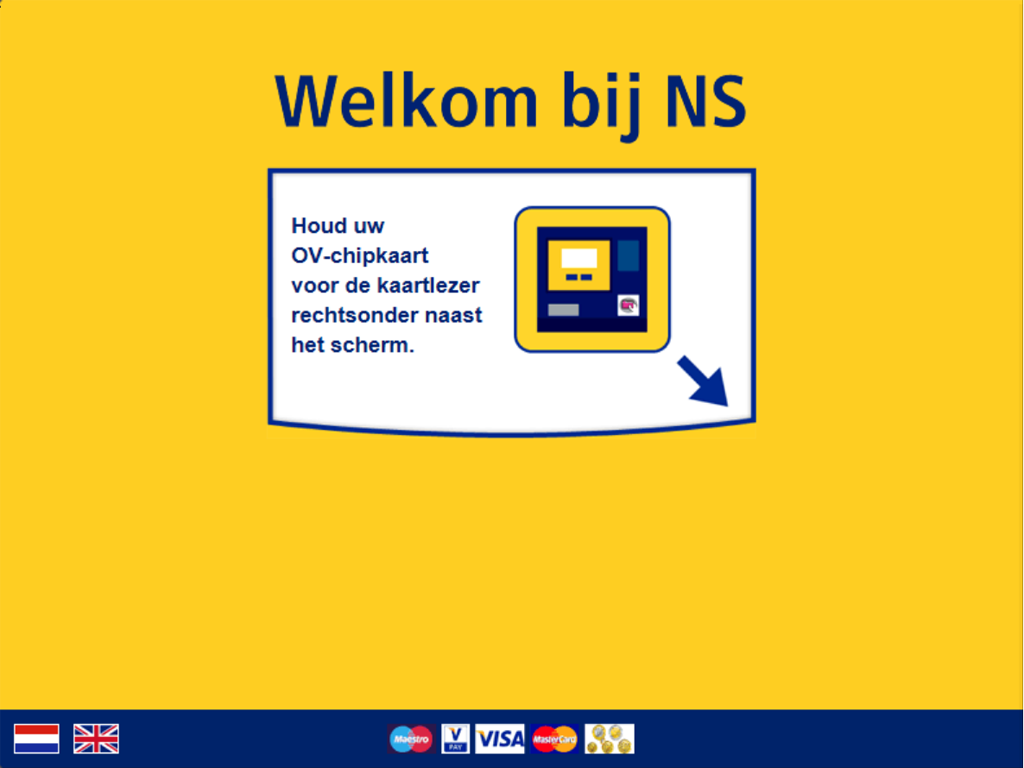 Welkom bij NS
Houd uw
OV-chipkaart
voor de kaartlezer
rechtsonder naast
het scherm.
Maestro
V
PAY
VISA
MasterCard